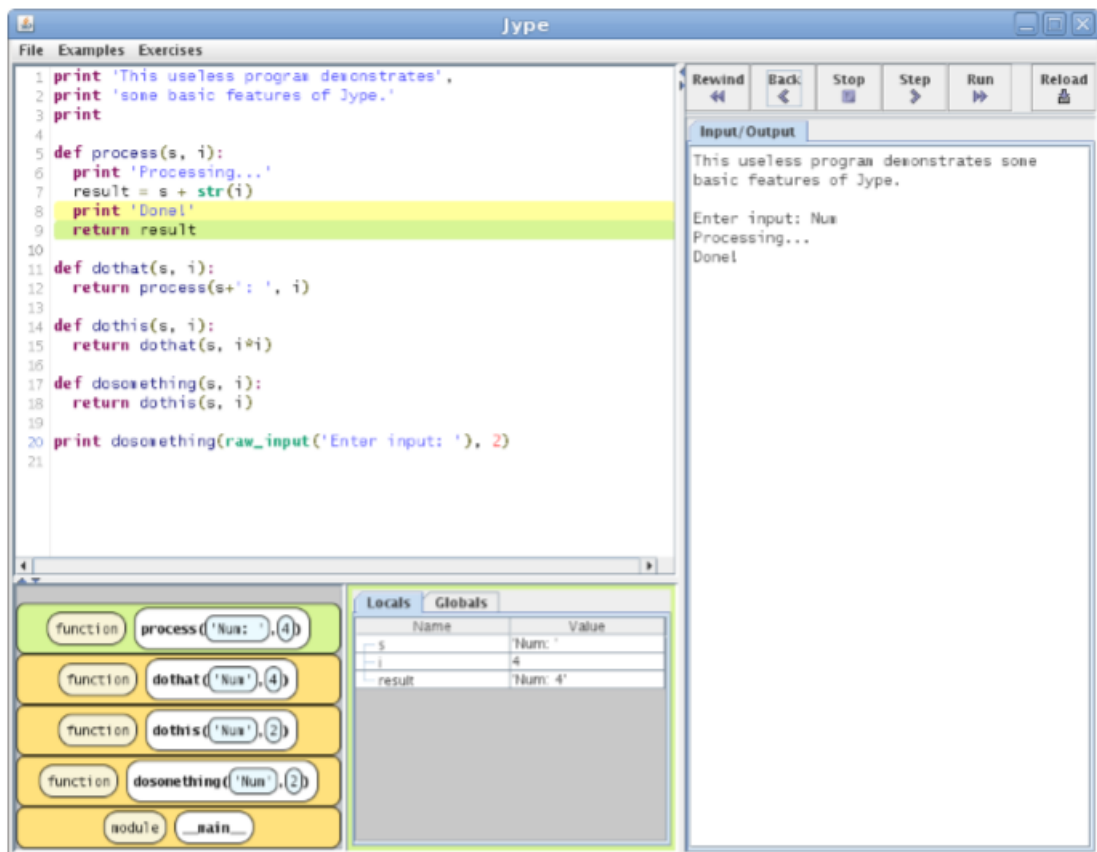 Jype
File Examples Exercises
1 print 'This useless program demonstrates',
2 print 'some basic features of Jype.'
3 print
4
5 def process(s, i):
6   print 'Processing...'
7   result = s + str(i)
8   print 'Done!'
9   return result
10
11 def dothat(s, i):
12   return process(s+': ', i)
13
14 def dothis(s, i):
15   return dothat(s, i*i)
16
17 def dosomething(s, i):
18   return dothis(s, i)
19
20 print dosomething(raw_input('Enter input: '), 2)
21
Rewind Back Stop Step Run Reload
Input/Output
This useless program demonstrates some
basic features of Jype.
Enter input: Num
Processing...
Done!
function process('Num: ',4)
function dothat('Num',4)
function dothis('Num',2)
function dosomething('Num',2)
module __main__
Locals Globals
Name Value
s 'Num: '
i 4
result 'Num: 4'